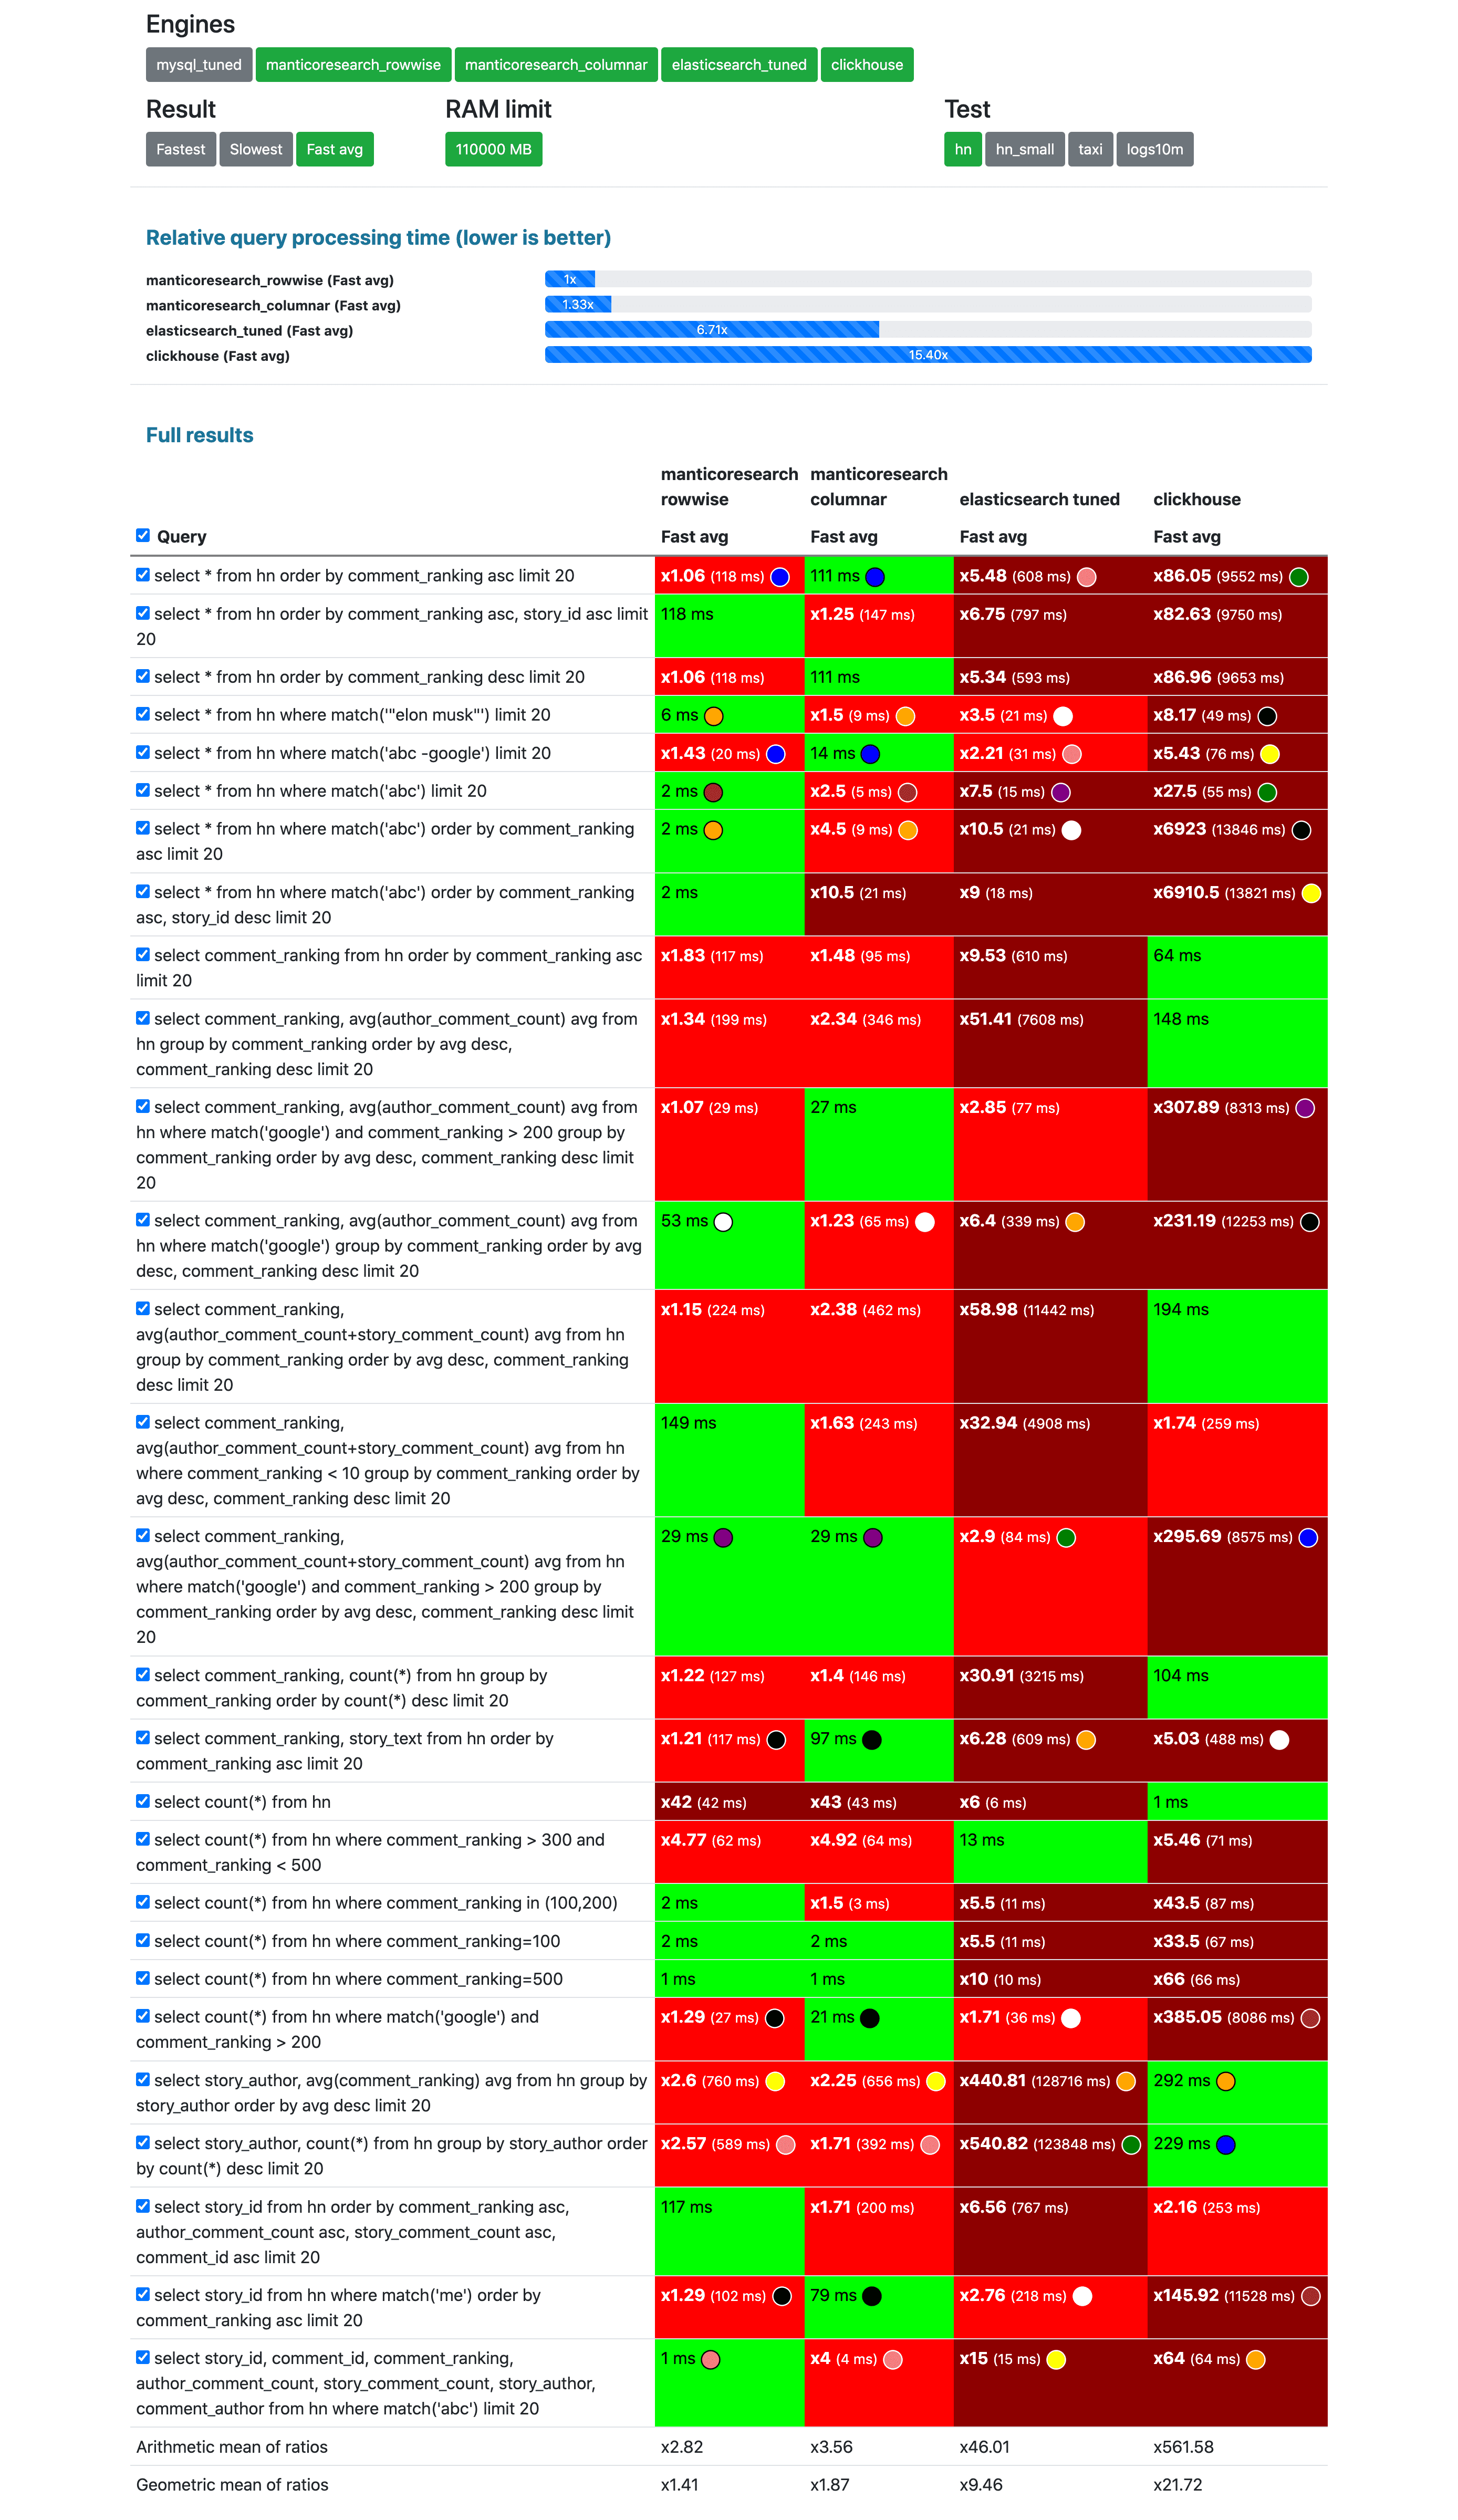 Engines
mysql_tuned manticoresearch_rowwise manticoresearch_columnar elasticsearch_tuned clickhouse
Result RAM limit Test
Fastest Slowest Fast avg 110000 MB hn hn_small taxi logs10m
Relative query processing time (lower is better)
manticoresearch_rowwise (Fast avg) 1x
manticoresearch_columnar (Fast avg) 1.33x
elasticsearch_tuned (Fast avg) 6.71x
clickhouse (Fast avg) 15.40x
Full results
manticoresearch manticoresearch
rowwise columnar elasticsearch tuned clickhouse
Query Fast avg Fast avg Fast avg Fast avg
select * from hn order by comment_ranking asc limit 20 x1.06 (118 ms) 111 ms x5.48 (608 ms) x86.05 (9552 ms)
select * from hn order by comment_ranking asc, story_id asc limit 118 ms x1.25 (147 ms) x6.75 (797 ms) x82.63 (9750 ms)
20
select * from hn order by comment_ranking desc limit 20 x1.06 (118 ms) 111 ms x5.34 (593 ms) x86.96 (9653 ms)
select * from hn where match('"elon musk"') limit 20 6 ms x1.5 (9 ms) x3.5 (21 ms) x8.17 (49 ms)
select * from hn where match('abc -google') limit 20 x1.43 (20 ms) 14 ms x2.21 (31 ms) x5.43 (76 ms)
select * from hn where match('abc') limit 20 2 ms x2.5 (5 ms) x7.5 (15 ms) x27.5 (55 ms)
select * from hn where match('abc') order by comment_ranking 2 ms x4.5 (9 ms) x10.5 (21 ms) x6923 (13846 ms)
asc limit 20
select * from hn where match('abc') order by comment_ranking 2 ms x10.5 (21 ms) x9 (18 ms) x6910.5 (13821 ms)
asc, story_id desc limit 20
select comment_ranking from hn order by comment_ranking asc x1.83 (117 ms) x1.48 (95 ms) x9.53 (610 ms) 64 ms
limit 20
select comment_ranking, avg(author_comment_count) avg from x1.34 (199 ms) x2.34 (346 ms) x51.41 (7608 ms) 148 ms
hn group by comment_ranking order by avg desc,
comment_ranking desc limit 20
select comment_ranking, avg(author_comment_count) avg from x1.07 (29 ms) 27 ms x2.85 (77 ms) x307.89 (8313 ms)
hn where match('google') and comment_ranking > 200 group by
comment_ranking order by avg desc, comment_ranking desc limit
20
select comment_ranking, avg(author_comment_count) avg from 53 ms x1.23 (65 ms) x6.4 (339 ms) x231.19 (12253 ms)
hn where match('google') group by comment_ranking order by avg
desc, comment_ranking desc limit 20
select comment_ranking, x1.15 (224 ms) x2.38 (462 ms) x58.98 (11442 ms) 194 ms
avg(author_comment_count+story_comment_count) avg from hn
group by comment_ranking order by avg desc, comment_ranking
desc limit 20
select comment_ranking, 149 ms x1.63 (243 ms) x32.94 (4908 ms) x1.74 (259 ms)
avg(author_comment_count+story_comment_count) avg from hn
where comment_ranking < 10 group by comment_ranking order by
avg desc, comment_ranking desc limit 20
select comment_ranking, 29 ms 29 ms x2.9 (84 ms) x295.69 (8575 ms)
avg(author_comment_count+story_comment_count) avg from hn
where match('google') and comment_ranking > 200 group by
comment_ranking order by avg desc, comment_ranking desc limit
20
select comment_ranking, count(*) from hn group by x1.22 (127 ms) x1.4 (146 ms) x30.91 (3215 ms) 104 ms
comment_ranking order by count(*) desc limit 20
select comment_ranking, story_text from hn order by x1.21 (117 ms) 97 ms x6.28 (609 ms) x5.03 (488 ms)
comment_ranking asc limit 20
select count(*) from hn x42 (42 ms) x43 (43 ms) x6 (6 ms) 1 ms
select count(*) from hn where comment_ranking > 300 and x4.77 (62 ms) x4.92 (64 ms) 13 ms x5.46 (71 ms)
comment_ranking < 500
select count(*) from hn where comment_ranking in (100,200) 2 ms x1.5 (3 ms) x5.5 (11 ms) x43.5 (87 ms)
select count(*) from hn where comment_ranking=100 2 ms 2 ms x5.5 (11 ms) x33.5 (67 ms)
select count(*) from hn where comment_ranking=500 1 ms 1 ms x10 (10 ms) x66 (66 ms)
select count(*) from hn where match('google') and x1.29 (27 ms) 21 ms x1.71 (36 ms) x385.05 (8086 ms)
comment_ranking > 200
select story_author, avg(comment_ranking) avg from hn group by x2.6 (760 ms) x2.25 (656 ms) x440.81 (128716 ms) 292 ms
story_author order by avg desc limit 20
select story_author, count(*) from hn group by story_author order x2.57 (589 ms) x1.71 (392 ms) x540.82 (123848 ms) 229 ms
by count(*) desc limit 20
select story_id from hn order by comment_ranking asc, 117 ms x1.71 (200 ms) x6.56 (767 ms) x2.16 (253 ms)
author_comment_count asc, story_comment_count asc,
comment_id asc limit 20
select story_id from hn where match('me') order by x1.29 (102 ms) 79 ms x2.76 (218 ms) x145.92 (11528 ms)
comment_ranking asc limit 20
select story_id, comment_id, comment_ranking, 1 ms x4 (4 ms) x15 (15 ms) x64 (64 ms)
author_comment_count, story_comment_count, story_author,
comment_author from hn where match('abc') limit 20
Arithmetic mean of ratios x2.82 x3.56 x46.01 x561.58
Geometric mean of ratios x1.41 x1.87 x9.46 x21.72